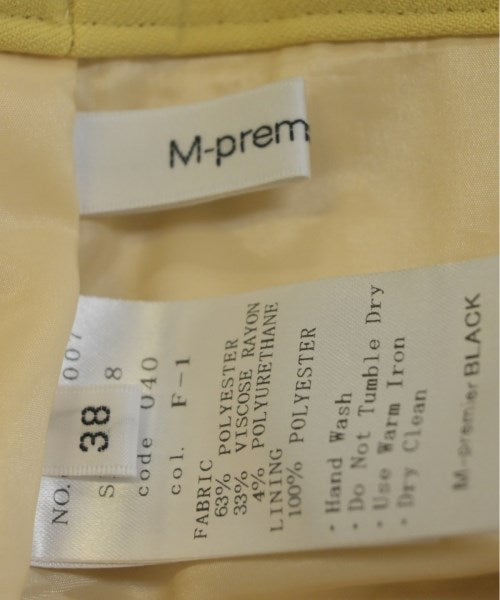 M-prem
38
NO. 007
S 8
code 040
col. F-1
FABRIC
63% POLYESTER
33% VISCOSE RAYON
4% POLYURETHANE
LINING
100% POLYESTER
・Hand Wash
・Do Not Tumble Dry
・Use Warm Iron
・Dry Clean
M-premier BLACK